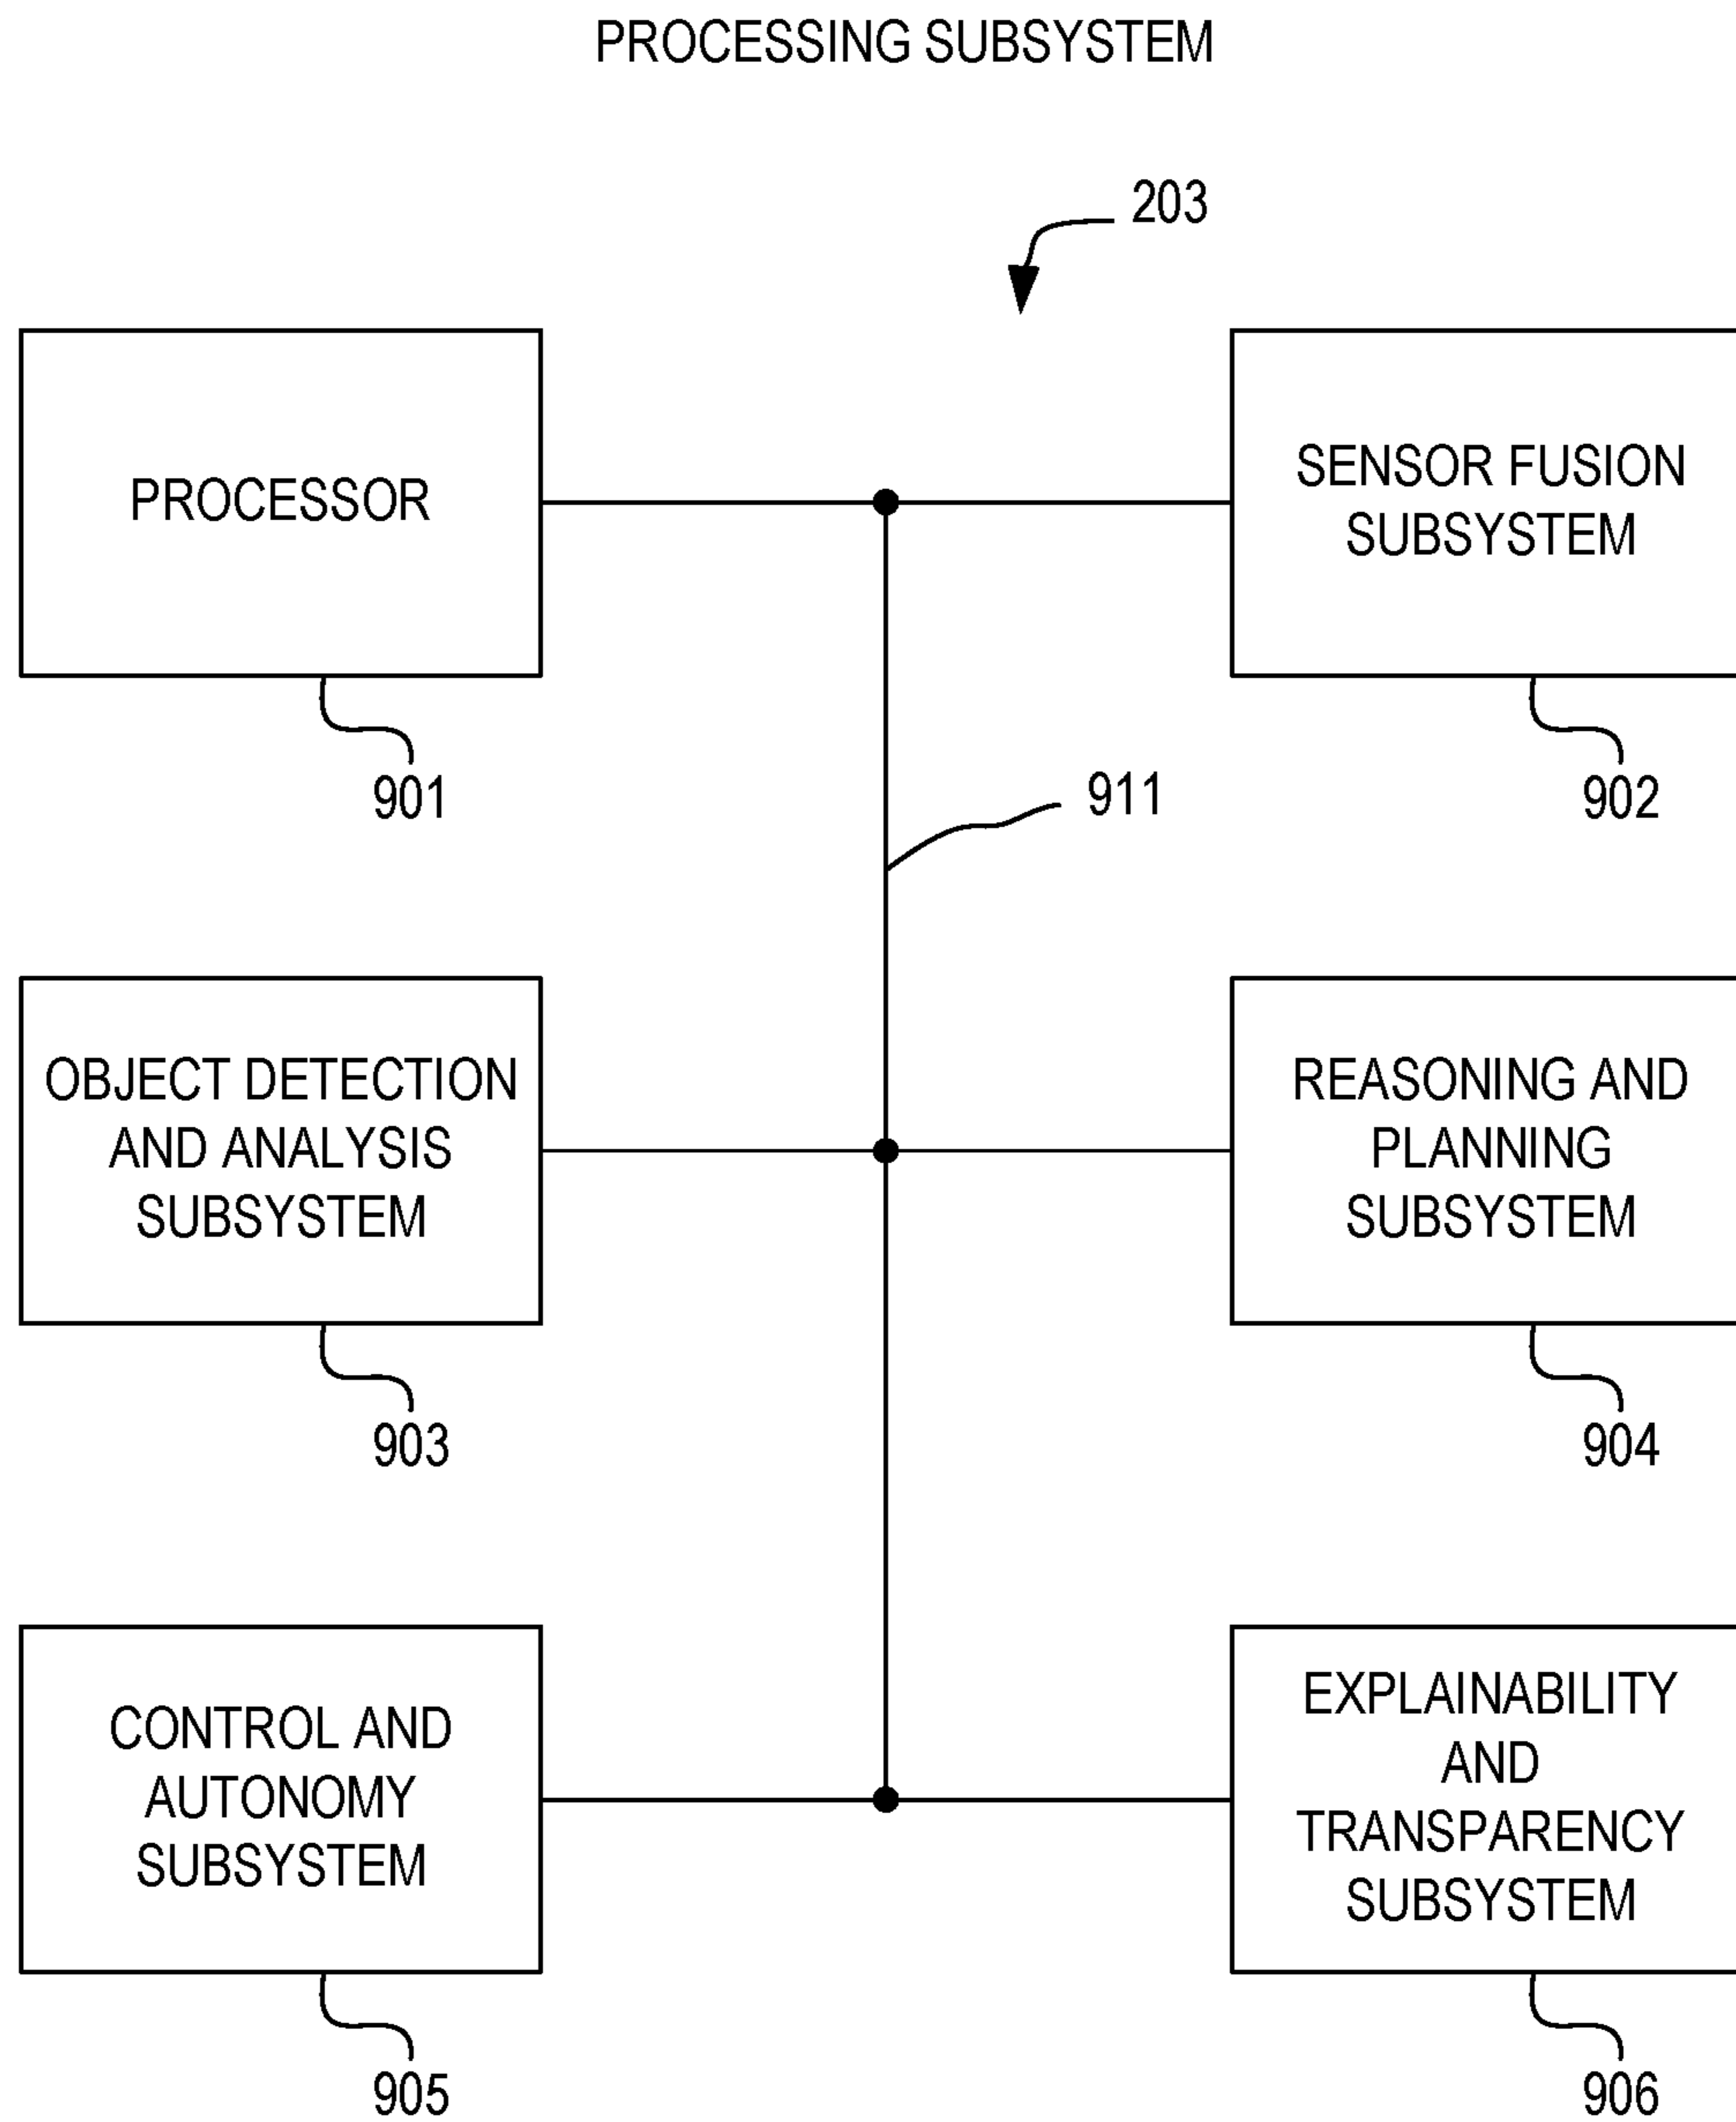 PROCESSING SUBSYSTEM
203
PROCESSOR
901
SENSOR FUSION
SUBSYSTEM
902
911
OBJECT DETECTION
AND ANALYSIS
SUBSYSTEM
903
REASONING AND
PLANNING
SUBSYSTEM
904
CONTROL AND
AUTONOMY
SUBSYSTEM
905
EXPLAINABILITY
AND
TRANSPARENCY
SUBSYSTEM
906